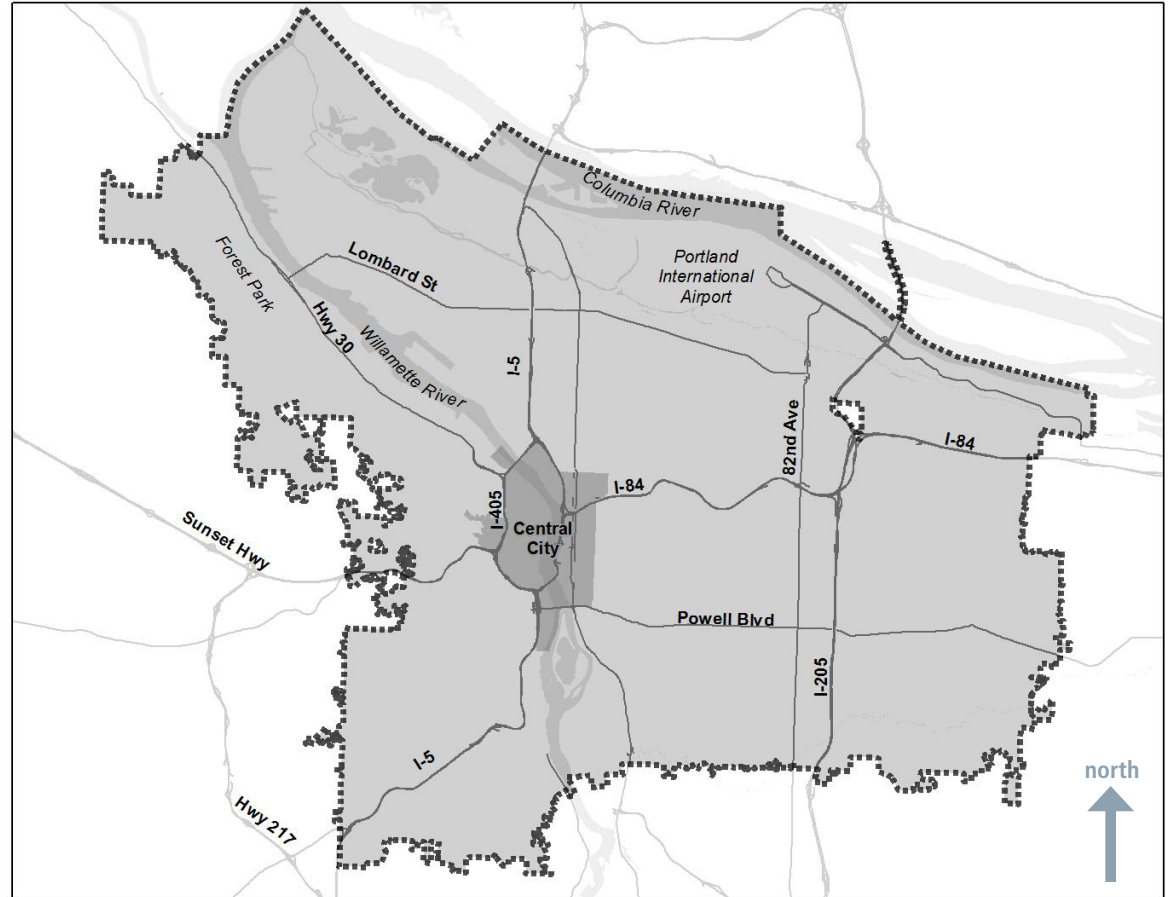 Columbia River
Portland
International
Airport
Forest Park
Lombard St
Hwy 30
Willamette River
I-5
82nd Ave
I-84
I-84
I-405
Central
City
Sunset Hwy
Powell Blvd
I-205
I-5
Hwy 217
north